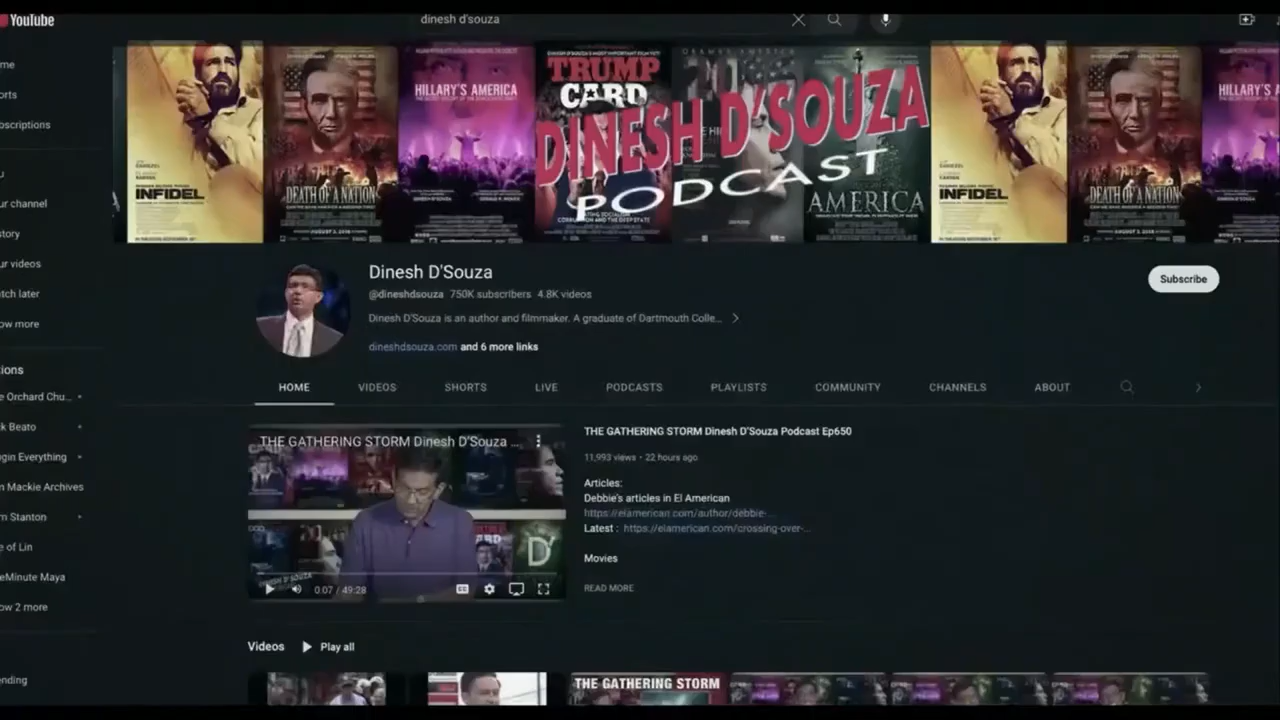 YouTube
dinesh d'souza
me
orts
bscriptions
u
ur channel
story
ur videos
tch later
ow more
ions
e Orchard Chu...
k Beato
gin Everything
m Mackie Archives
m Stanton
e of Lin
eMinute Maya
ow 2 more
ending
INFIDEL
DEATH OF A NATION
HILLARY'S AMERICA
TRUMP
CARD
DINESH D'SOUZA
PODCAST
AMERICA
INFIDEL
DEATH OF A NATION
HILLARY'S
Dinesh D'Souza
@dineshdsouza 750K subscribers 4.8K videos
Dinesh D'Souza is an author and filmmaker. A graduate of Dartmouth Colle...
dineshdsouza.com and 6 more links
Subscribe
HOME VIDEOS SHORTS LIVE PODCASTS PLAYLISTS COMMUNITY CHANNELS ABOUT
THE GATHERING STORM Dinesh D'Souza ...
0:07 / 49:28
THE GATHERING STORM Dinesh D'Souza Podcast Ep650
11,993 views • 22 hours ago
Articles:
Debbie's articles in El American
https://elamerican.com/author/debbie-...
Latest : https://elamerican.com/crossing-over-...
Movies
READ MORE
Videos Play all
THE GATHERING STORM